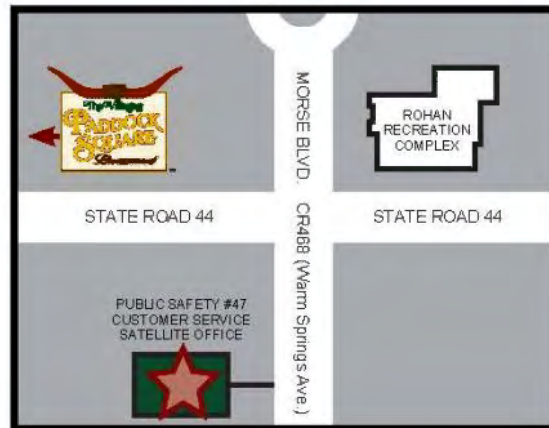 The Villages
PADDOCK
SQUARE
Brownwood
MORSE BLVD.
ROHAN
RECREATION
COMPLEX
STATE ROAD 44
STATE ROAD 44
CR468 (Warm Springs Ave.)
PUBLIC SAFETY #47
CUSTOMER SERVICE
SATELLITE OFFICE